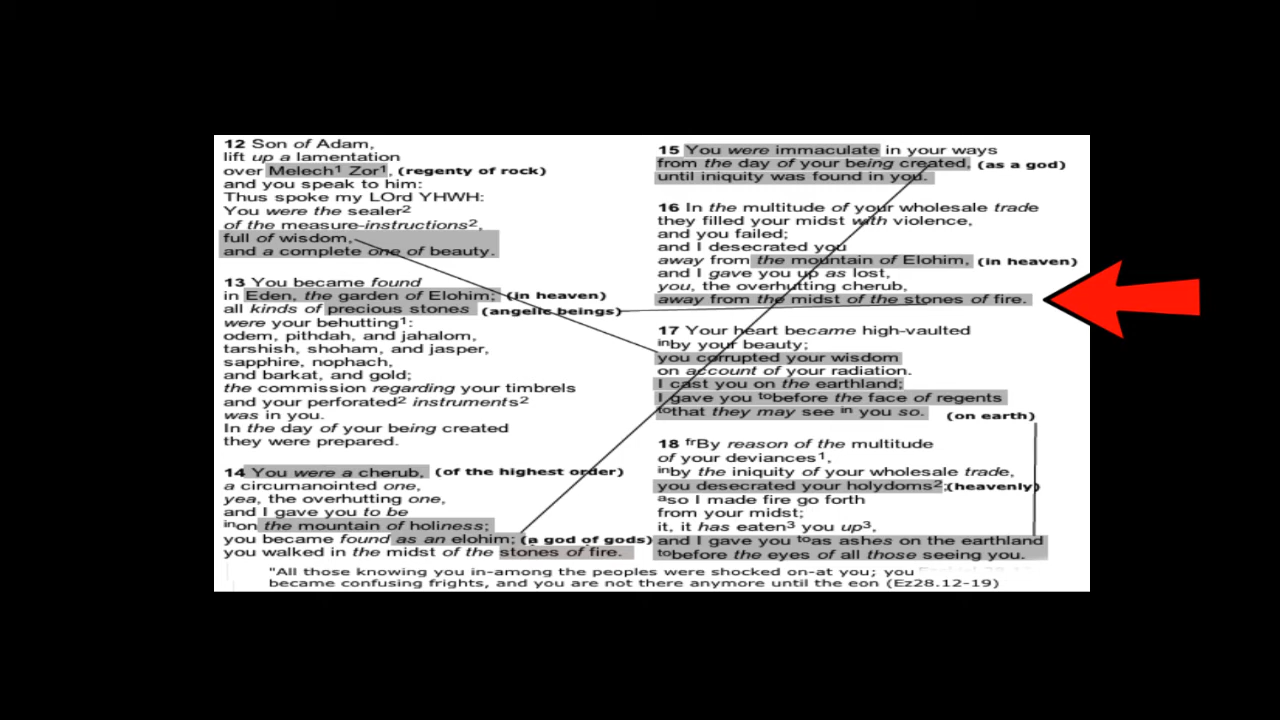 12 Son of Adam,
lift up a lamentation
over Melech1 Zor1, (regenty of rock)
and you speak to him:
Thus spoke my LOrd YHWH:
You were the sealer2
of the measure-instructions2,
full of wisdom,
and a complete one of beauty.
13 You became found
in Eden, the garden of Elohim; (in heaven)
all kinds of precious stones (angelic beings)
were your behutting1:
odem, pithdah, and jahalom,
tarshish, shoham, and jasper,
sapphire, nophach,
and barkat, and gold;
the commission regarding your timbrels
and your perforated2 instruments2
was in you.
In the day of your being created
they were prepared.
14 You were a cherub, (of the highest order)
a circumanointed one,
yea, the overhutting one,
and I gave you to be
inon the mountain of holiness;
you became found as an elohim; (a god of gods)
you walked in the midst of the stones of fire.
15 You were immaculate in your ways
from the day of your being created, (as a god)
until iniquity was found in you.
16 In the multitude of your wholesale trade
they filled your midst with violence,
and you failed;
and I desecrated you
away from the mountain of Elohim, (in heaven)
and I gave you up as lost,
you, the overhutting cherub,
away from the midst of the stones of fire.
17 Your heart became high-vaulted
inby your beauty;
you corrupted your wisdom
on account of your radiation.
I cast you on the earthland;
I gave you tobefore the face of regents
tothat they may see in you so. (on earth)
18 frBy reason of the multitude
of your deviances1,
inby the iniquity of your wholesale trade,
you desecrated your holydoms2;(heavenly)
aso I made fire go forth
from your midst;
it, it has eaten3 you up3,
and I gave you toas ashes on the earthland
tobefore the eyes of all those seeing you.
"All those knowing you in-among the peoples were shocked on-at you; you
became confusing frights, and you are not there anymore until the eon (Ez28.12-19)